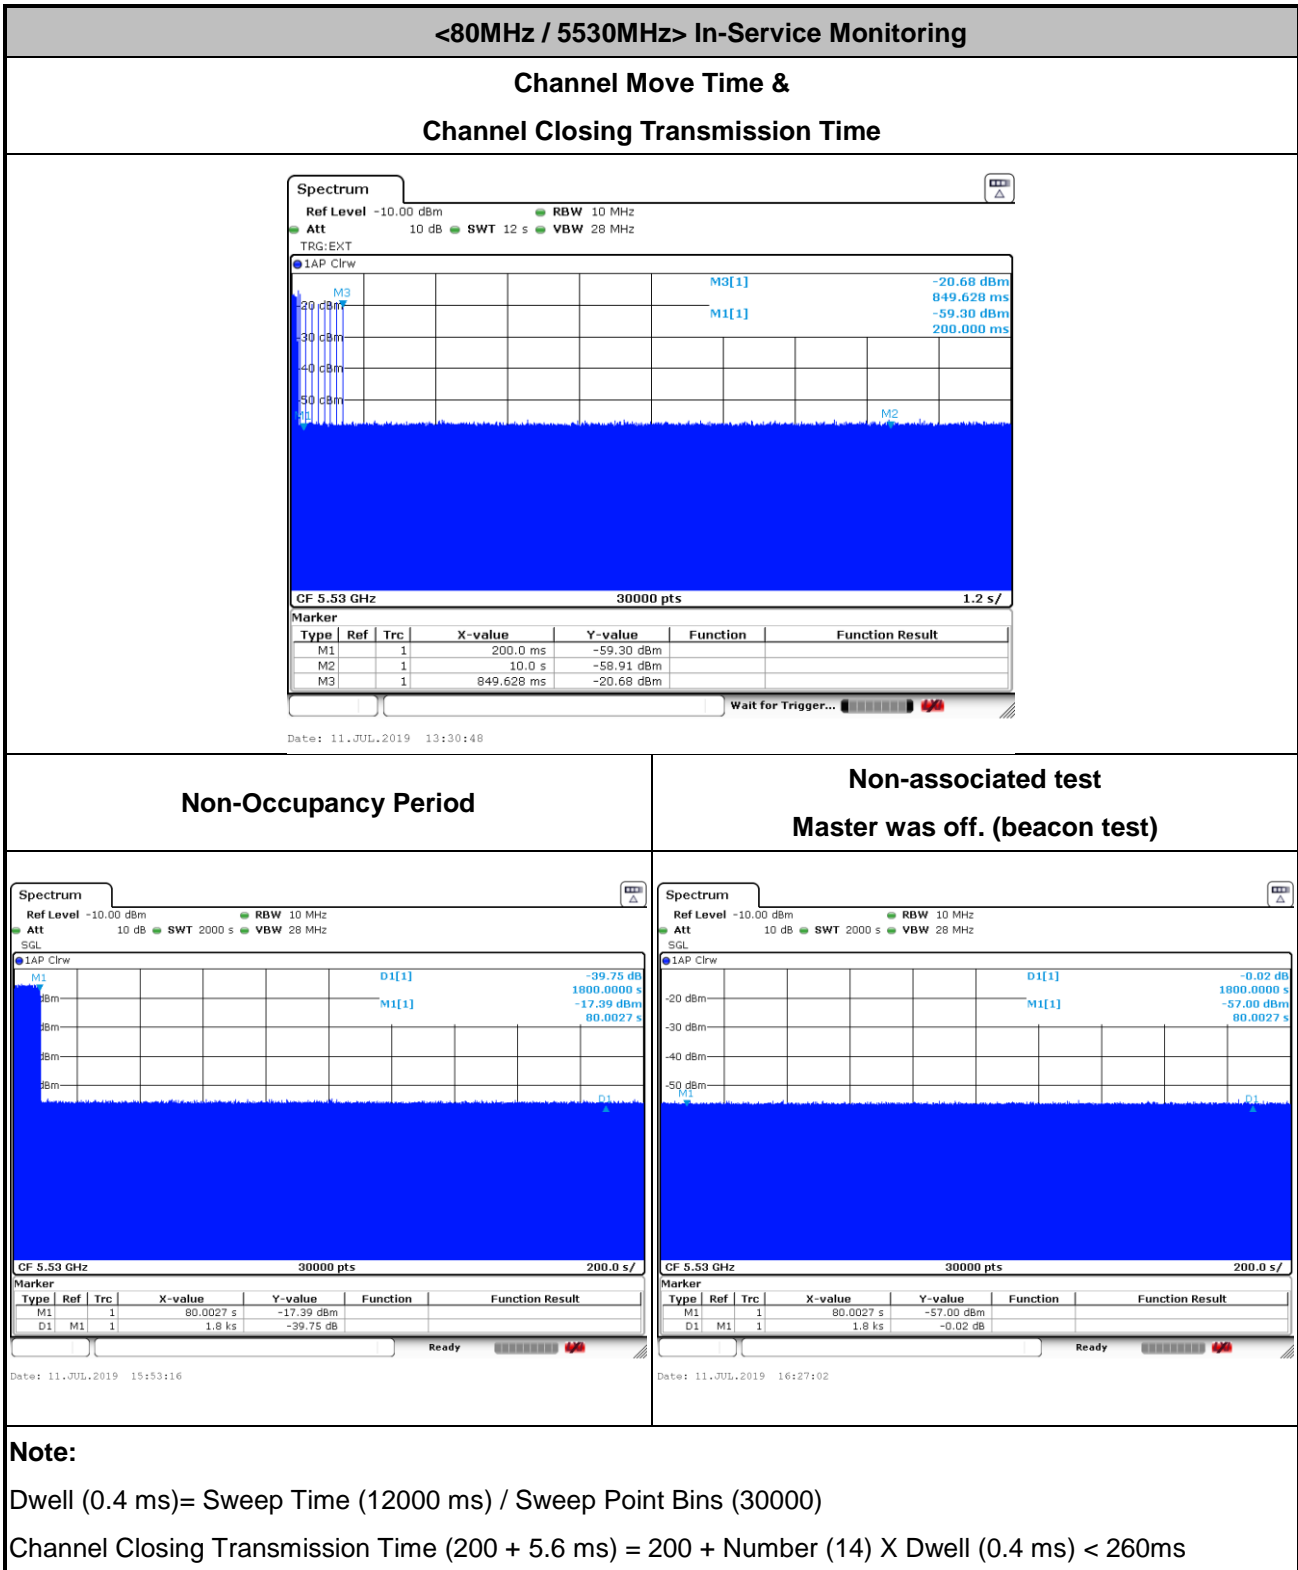 <80MHz / 5530MHz> In-Service Monitoring
Channel Move Time &
Channel Closing Transmission Time
Spectrum
Ref Level -10.00 dBm RBW 10 MHz
Att 10 dB SWT 12 s VBW 28 MHz
TRG:EXT
1AP Clrw
M3[1] -20.68 dBm
849.628 ms
M1[1] -59.30 dBm
200.000 ms
M3
-20 dBm
-30 dBm
-40 dBm
-50 dBm
M1
M2
CF 5.53 GHz 30000 pts 1.2 s/
Marker
Type Ref Trc X-value Y-value Function Function Result
M1 1 200.0 ms -59.30 dBm
M2 1 10.0 s -58.91 dBm
M3 1 849.628 ms -20.68 dBm
Wait for Trigger...
Date: 11.JUL.2019 13:30:48
Non-Occupancy Period
Non-associated test
Master was off. (beacon test)
Spectrum
Ref Level -10.00 dBm RBW 10 MHz
Att 10 dB SWT 2000 s VBW 28 MHz
SGL
1AP Clrw
D1[1] -39.75 dB
1800.0000 s
M1[1] -17.39 dBm
80.0027 s
M1
dBm
dBm
dBm
dBm
D1
CF 5.53 GHz 30000 pts 200.0 s/
Marker
Type Ref Trc X-value Y-value Function Function Result
M1 1 80.0027 s -17.39 dBm
D1 M1 1 1.8 ks -39.75 dB
Ready
Date: 11.JUL.2019 15:53:16
Spectrum
Ref Level -10.00 dBm RBW 10 MHz
Att 10 dB SWT 2000 s VBW 28 MHz
SGL
1AP Clrw
D1[1] -0.02 dB
1800.0000 s
M1[1] -57.00 dBm
80.0027 s
-20 dBm
-30 dBm
-40 dBm
-50 dBm
M1
D1
CF 5.53 GHz 30000 pts 200.0 s/
Marker
Type Ref Trc X-value Y-value Function Function Result
M1 1 80.0027 s -57.00 dBm
D1 M1 1 1.8 ks -0.02 dB
Ready
Date: 11.JUL.2019 16:27:02
Note:
Dwell (0.4 ms)= Sweep Time (12000 ms) / Sweep Point Bins (30000)
Channel Closing Transmission Time (200 + 5.6 ms) = 200 + Number (14) X Dwell (0.4 ms) < 260ms